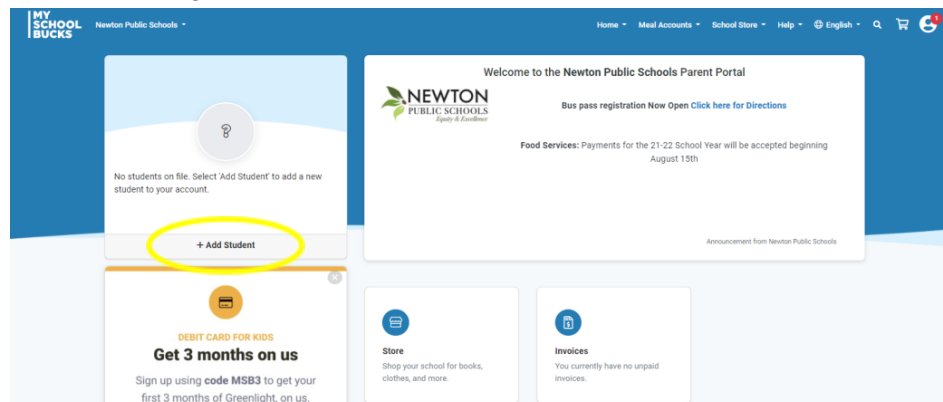 MY
SCHOOL
BUCKS
Newton Public Schools
Home
Meal Accounts
School Store
Help
English
1
No students on file. Select 'Add Student' to add a new
student to your account.
+ Add Student
Welcome to the Newton Public Schools Parent Portal
NEWTON
PUBLIC SCHOOLS
Equity & Excellence
Bus pass registration Now Open Click here for Directions
Food Services: Payments for the 21-22 School Year will be accepted beginning
August 15th
Announcement from Newton Public Schools
DEBIT CARD FOR KIDS
Get 3 months on us
Sign up using code MSB3 to get your
first 3 months of Greenlight, on us.
Store
Shop your school for books,
clothes, and more.
Invoices
You currently have no unpaid
invoices.